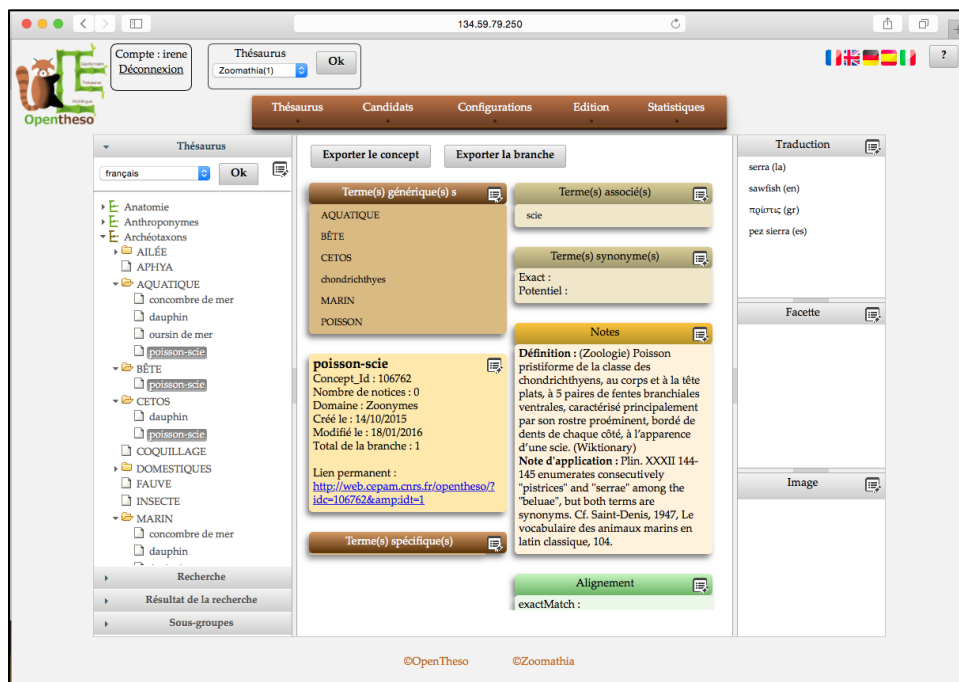 134.59.79.250
Compte : irene
Déconnexion
Thésaurus
Zoomathia(1)
Ok
?
Opentheso
Thésaurus Candidats Configurations Edition Statistiques
Thésaurus
français
Ok
Anatomie
Anthroponymes
Archéotaxons
AILÉE
APHYA
AQUATIQUE
concombre de mer
dauphin
oursin de mer
poisson-scie
BÊTE
poisson-scie
CETOS
dauphin
poisson-scie
COQUILLAGE
DOMESTIQUES
FAUVE
INSECTE
MARIN
concombre de mer
dauphin
Recherche
Résultat de la recherche
Sous-groupes
Exporter le concept
Exporter la branche
Terme(s) générique(s) s
AQUATIQUE
BÊTE
CETOS
chondrichthyes
MARIN
POISSON
poisson-scie
Concept_Id : 106762
Nombre de notices : 0
Domaine : Zoonymes
Créé le : 14/10/2015
Modifié le : 18/01/2016
Total de la branche : 1
Lien permanent :
http://web.cepam.cnrs.fr/opentheso/?
idc=106762&amp;idt=1
Terme(s) spécifique(s)
Terme(s) associé(s)
scie
Terme(s) synonyme(s)
Exact :
Potentiel :
Notes
Définition : (Zoologie) Poisson
pristiforme de la classe des
chondrichthyens, au corps et à la tête
plats, à 5 paires de fentes branchiales
ventrales, caractérisé principalement
par son rostre proéminent, bordé de
dents de chaque côté, à l'apparence
d'une scie. (Wiktionary)
Note d'application : Plin. XXXII 144-
145 enumerates consecutively
"pistrices" and "serrae" among the
"beluae", but both terms are
synonyms. Cf. Saint-Denis, 1947, Le
vocabulaire des animaux marins en
latin classique, 104.
Alignement
exactMatch :
Traduction
serra (la)
sawfish (en)
πρίστις (gr)
pez sierra (es)
Facette
Image
©OpenTheso ©Zoomathia